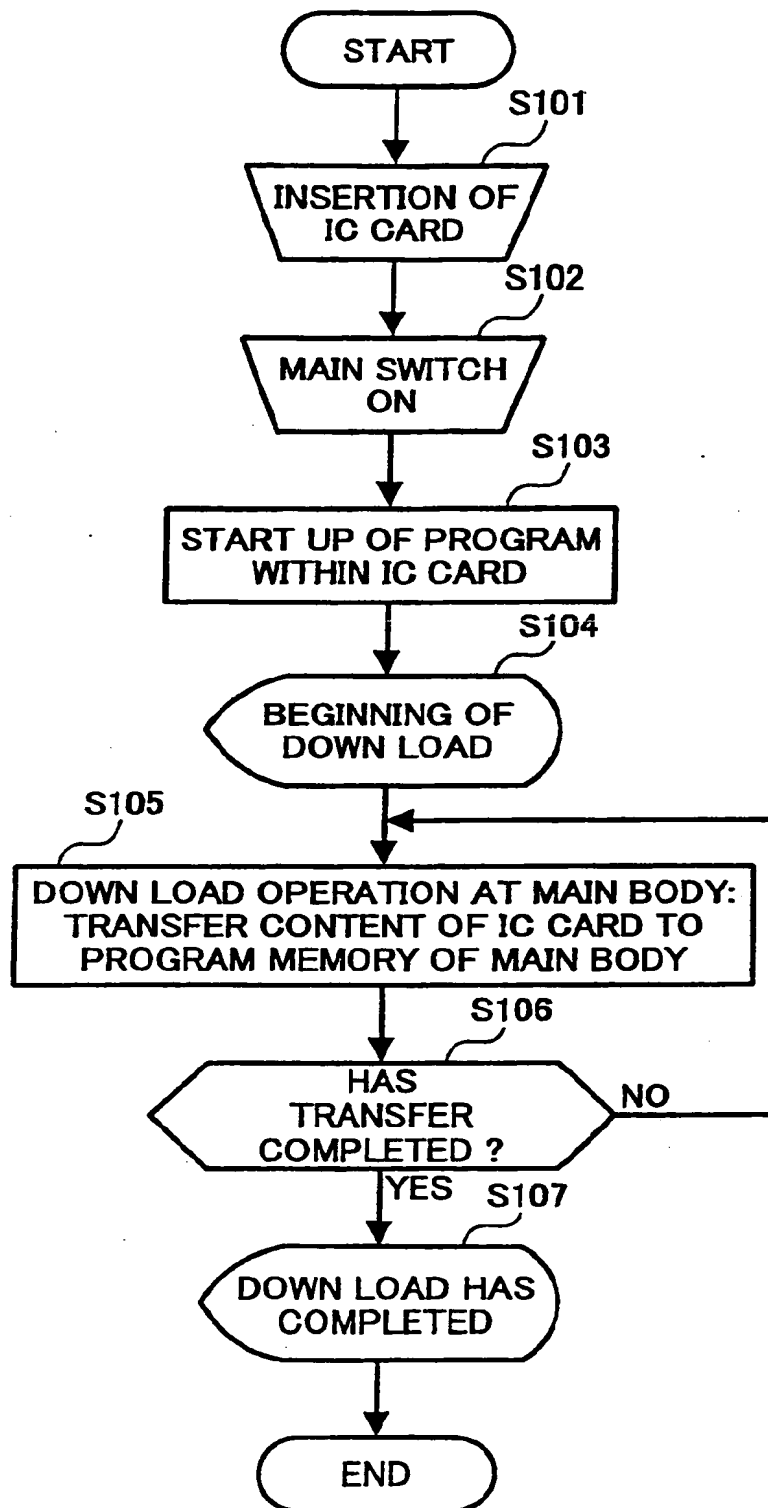 START
S101
INSERTION OF
IC CARD
S102
MAIN SWITCH
ON
S103
START UP OF PROGRAM
WITHIN IC CARD
S104
BEGINNING OF
DOWN LOAD
S105
DOWN LOAD OPERATION AT MAIN BODY:
TRANSFER CONTENT OF IC CARD TO
PROGRAM MEMORY OF MAIN BODY
S106
HAS
TRANSFER
COMPLETED ?
NO
YES
S107
DOWN LOAD HAS
COMPLETED
END